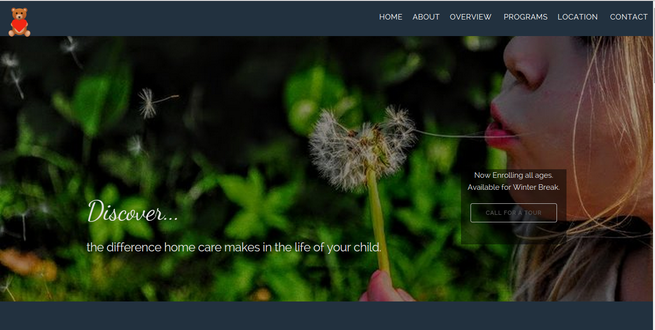 HOME ABOUT OVERVIEW PROGRAMS LOCATION CONTACT
Now Enrolling all ages.
Available for Winter Break.
CALL FOR A TOUR
Discover...
the difference home care makes in the life of your child.